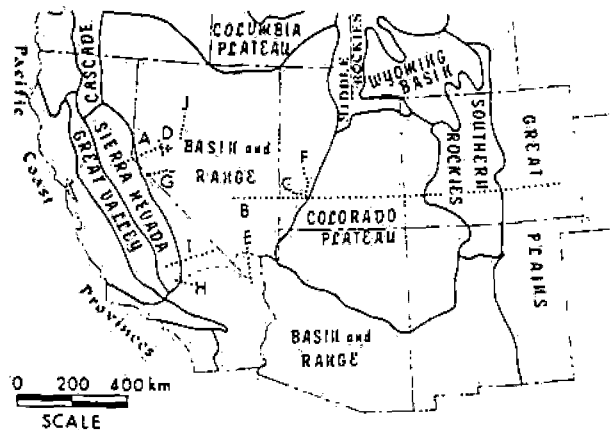 COLUMBIA
PLATEAU
CASCADE
MIDDLE
ROCKIES
WYOMING
BASIN
Pacific
Coast
Provinces
SIERRA NEVADA
GREAT VALLEY
BASIN and
RANGE
SOUTHERN
ROCKIES
GREAT
PLAINS
COLORADO
PLATEAU
BASIN and
RANGE
A
D
J
G
B
C
F
E
I
H
0 200 400 km
SCALE